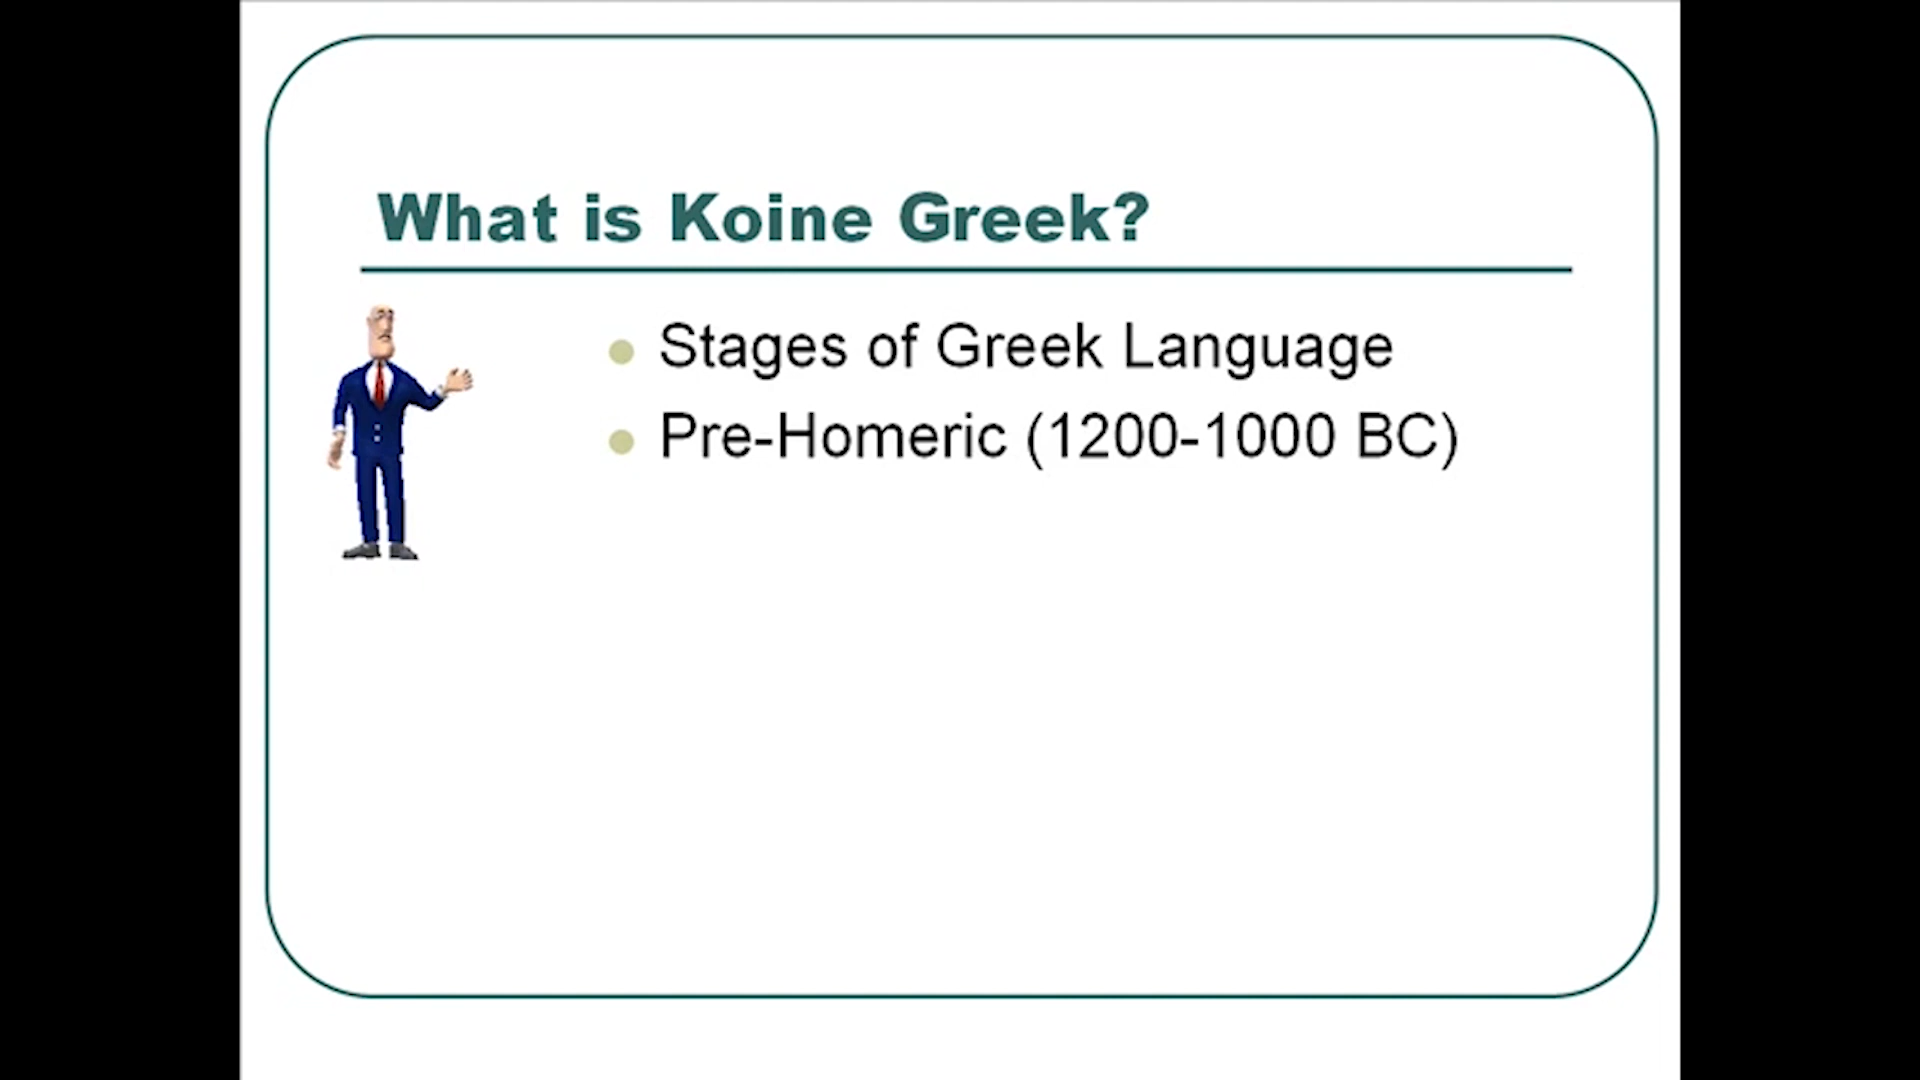 What is Koine Greek?
Stages of Greek Language
Pre-Homeric (1200-1000 BC)